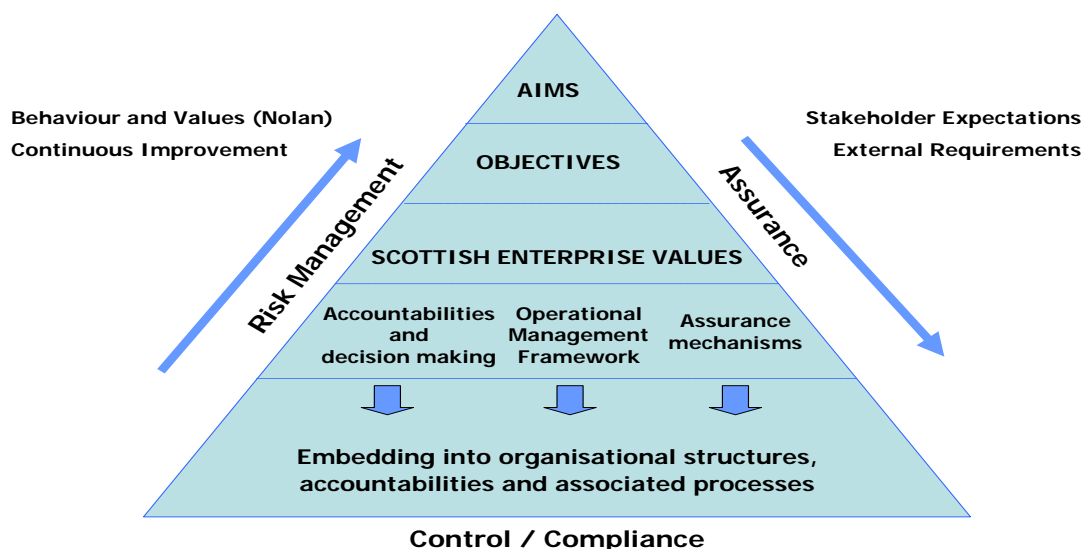 AIMS
Behaviour and Values (Nolan)
Continuous Improvement
Stakeholder Expectations
External Requirements
OBJECTIVES
Risk Management
Assurance
SCOTTISH ENTERPRISE VALUES
Accountabilities
and
decision making
Operational
Management
Framework
Assurance
mechanisms
Embedding into organisational structures,
accountabilities and associated processes
Control / Compliance